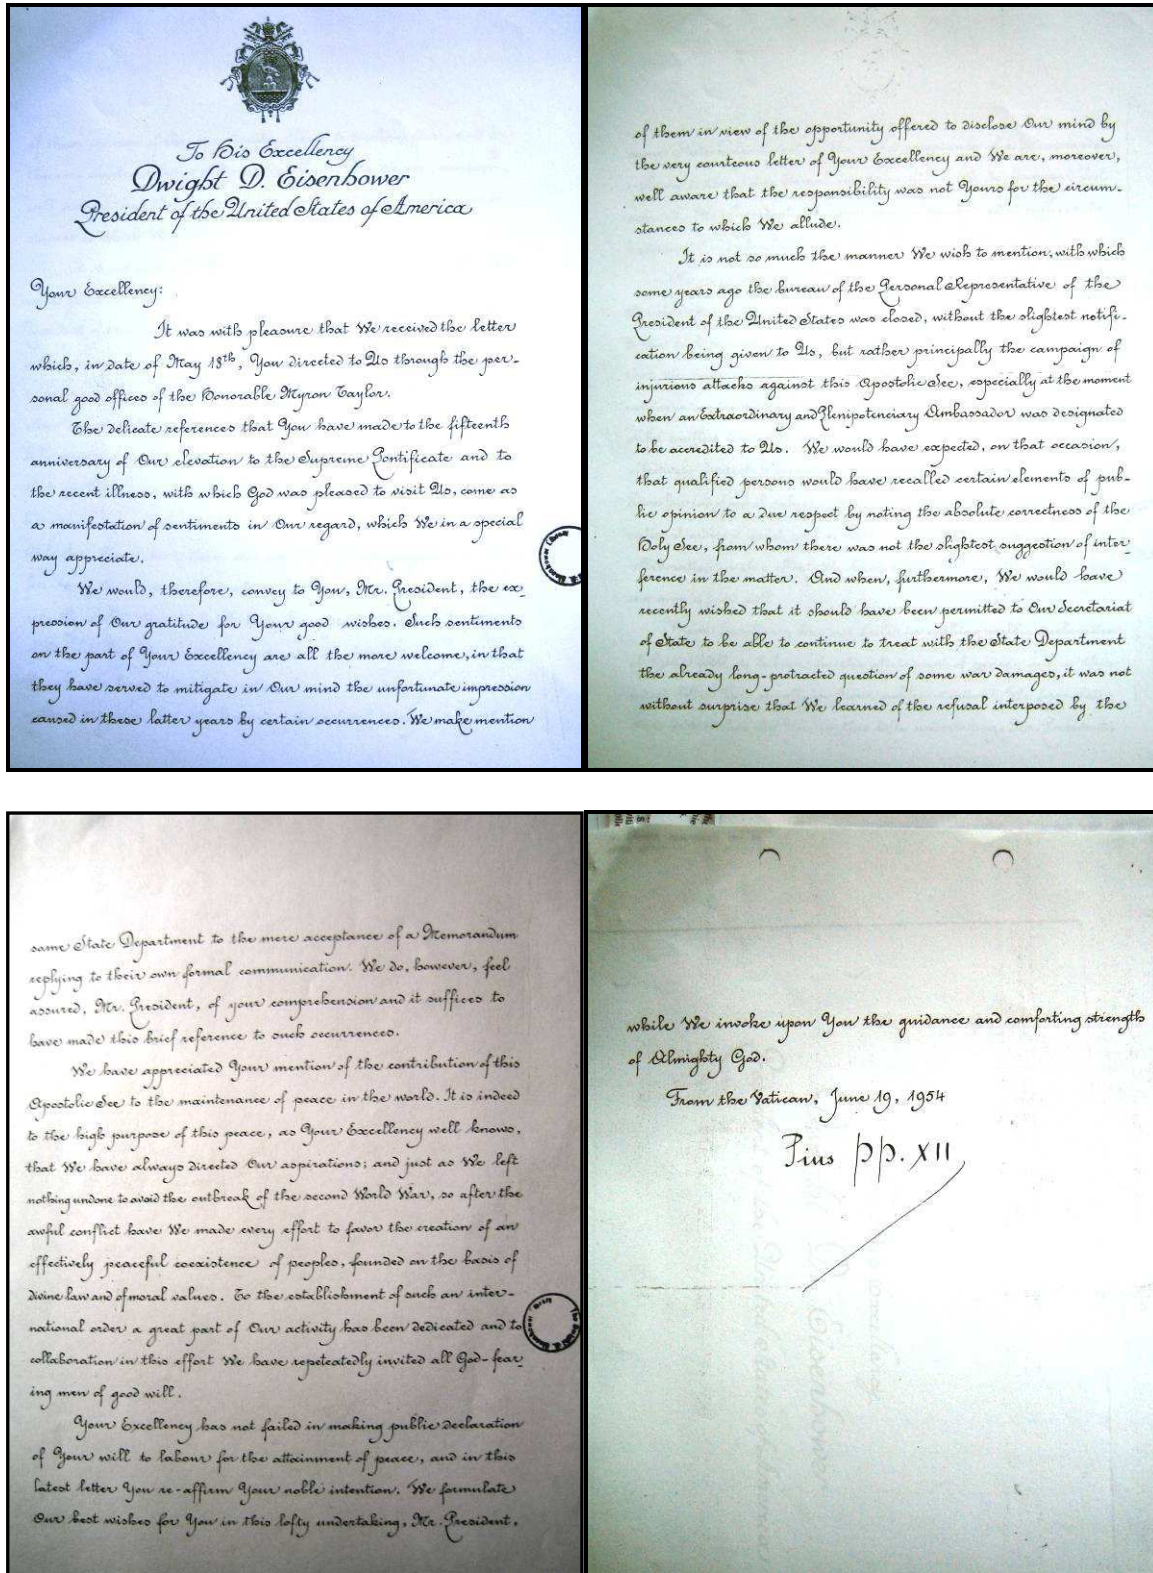 To His Excellency
Dwight D. Eisenhower
President of the United States of America
Your Excellency:
It was with pleasure that We received the letter
which, in date of May 18th, You directed to Us through the per-
sonal good offices of the Honorable Myron Taylor.
The delicate references that You have made to the fifteenth
anniversary of Our elevation to the Supreme Pontificate and to
the recent illness, with which God was pleased to visit Us, come as
a manifestation of sentiments in Our regard, which We in a special
way appreciate.
We would, therefore, convey to You, Mr. President, the ex-
pression of Our gratitude for Your good wishes. Such sentiments
on the part of Your Excellency are all the more welcome, in that
they have served to mitigate in Our mind the unfortunate impression
caused in these latter years by certain occurrences. We make mention
of them in view of the opportunity offered to disclose Our mind by
the very courteous letter of Your Excellency and We are, moreover,
well aware that the responsibility was not Yours for the circum-
stances to which We allude.
It is not so much the manner We wish to mention, with which
some years ago the bureau of the Personal Representative of the
President of the United States was closed, without the slightest notifi-
cation being given to Us, but rather principally the campaign of
injurious attacks against this Apostolic See, especially at the moment
when an Extraordinary and Plenipotenciary Ambassador was designated
to be accredited to Us. We would have expected, on that occasion,
that qualified persons would have recalled certain elements of pub-
lic opinion to a due respect by noting the absolute correctness of the
Holy See, from whom there was not the slightest suggestion of inter-
ference in the matter. And when, furthermore, We would have
recently wished that it should have been permitted to Our Secretariat
of State to be able to continue to treat with the State Department
the already long-protracted question of some war damages, it was not
without surprise that We learned of the refusal interposed by the
same State Department to the mere acceptance of a Memorandum
replying to their own formal communication. We do, however, feel
assured, Mr. President, of your comprehension and it suffices to
have made this brief reference to such occurrences.
We have appreciated Your mention of the contribution of this
Apostolic See to the maintenance of peace in the world. It is indeed
to the high purpose of this peace, as Your Excellency well knows,
that We have always directed Our aspirations; and just as We left
nothing undone to avoid the outbreak of the second World War, so after the
awful conflict have We made every effort to favor the creation of an
effectively peaceful coexistence of peoples, founded on the basis of
divine law and of moral values. To the establishment of such an inter-
national order a great part of Our activity has been dedicated and to
collaboration in this effort We have repeteatedly invited all God-fear-
ing men of good will.
Your Excellency has not failed in making public declaration
of Your will to labour for the attainment of peace, and in this
latest letter You re-affirm Your noble intention. We formulate
Our best wishes for You in this lofty undertaking, Mr. President,
while We invoke upon You the guidance and comforting strength
of Almighty God.
From the Vatican, June 19, 1954
Pius pp. XII